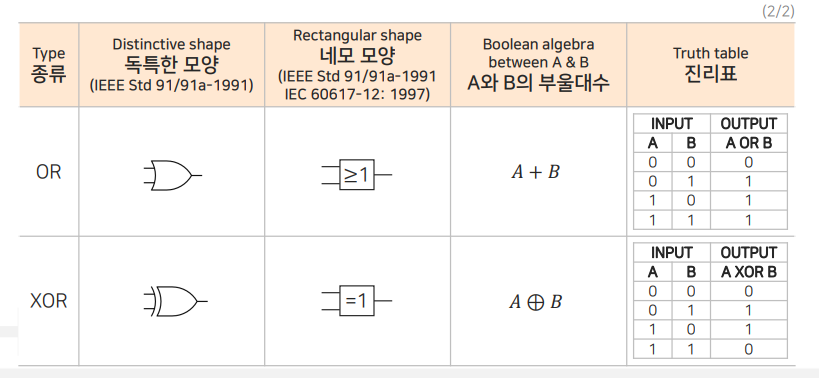 (2/2)
Type
종류
Distinctive shape
독특한 모양
(IEEE Std 91/91a-1991)
Rectangular shape
네모 모양
(IEEE Std 91/91a-1991
IEC 60617-12: 1997)
Boolean algebra
between A & B
A와 B의 부울대수
Truth table
진리표
OR
≥1
A + B
INPUT OUTPUT
A B A OR B
0 0 0
0 1 1
1 0 1
1 1 1
XOR
=1
A ⊕ B
INPUT OUTPUT
A B A XOR B
0 0 0
0 1 1
1 0 1
1 1 0